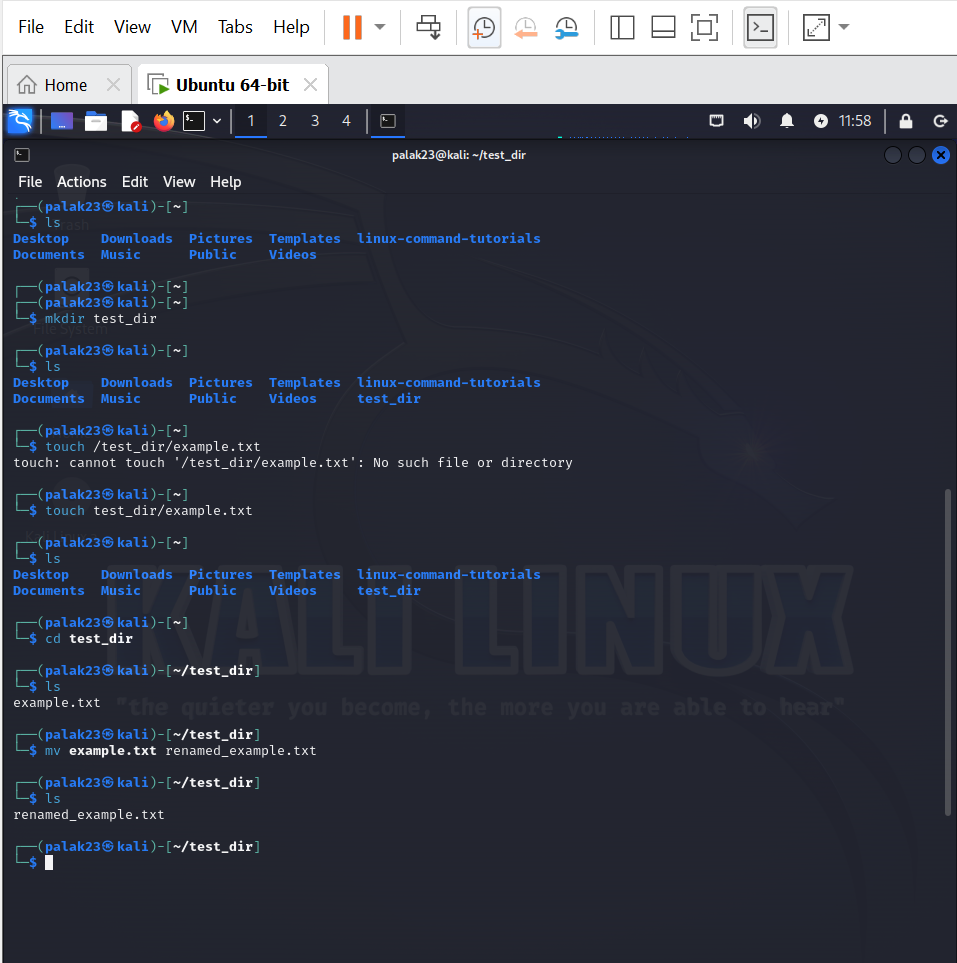 File Edit View VM Tabs Help
Home
Ubuntu 64-bit
1 2 3 4 11:58
palak23@kali: ~/test_dir
File Actions Edit View Help
┌──(palak23㉿kali)-[~]
└─$ ls
Desktop Downloads Pictures Templates linux-command-tutorials
Documents Music Public Videos
┌──(palak23㉿kali)-[~]
┌──(palak23㉿kali)-[~]
└─$ mkdir test_dir
File System
┌──(palak23㉿kali)-[~]
└─$ ls
Desktop Downloads Pictures Templates linux-command-tutorials
Documents Music Public Videos test_dir
┌──(palak23㉿kali)-[~]
└─$ touch /test_dir/example.txt
touch: cannot touch '/test_dir/example.txt': No such file or directory
┌──(palak23㉿kali)-[~]
└─$ touch test_dir/example.txt
┌──(palak23㉿kali)-[~]
└─$ ls
Desktop Downloads Pictures Templates linux-command-tutorials
Documents Music Public Videos test_dir
┌──(palak23㉿kali)-[~]
└─$ cd test_dir
KALI LINUX
┌──(palak23㉿kali)-[~/test_dir]
└─$ ls
example.txt
"the quieter you become, the more you are able to hear"
┌──(palak23㉿kali)-[~/test_dir]
└─$ mv example.txt renamed_example.txt
┌──(palak23㉿kali)-[~/test_dir]
└─$ ls
renamed_example.txt
┌──(palak23㉿kali)-[~/test_dir]
└─$